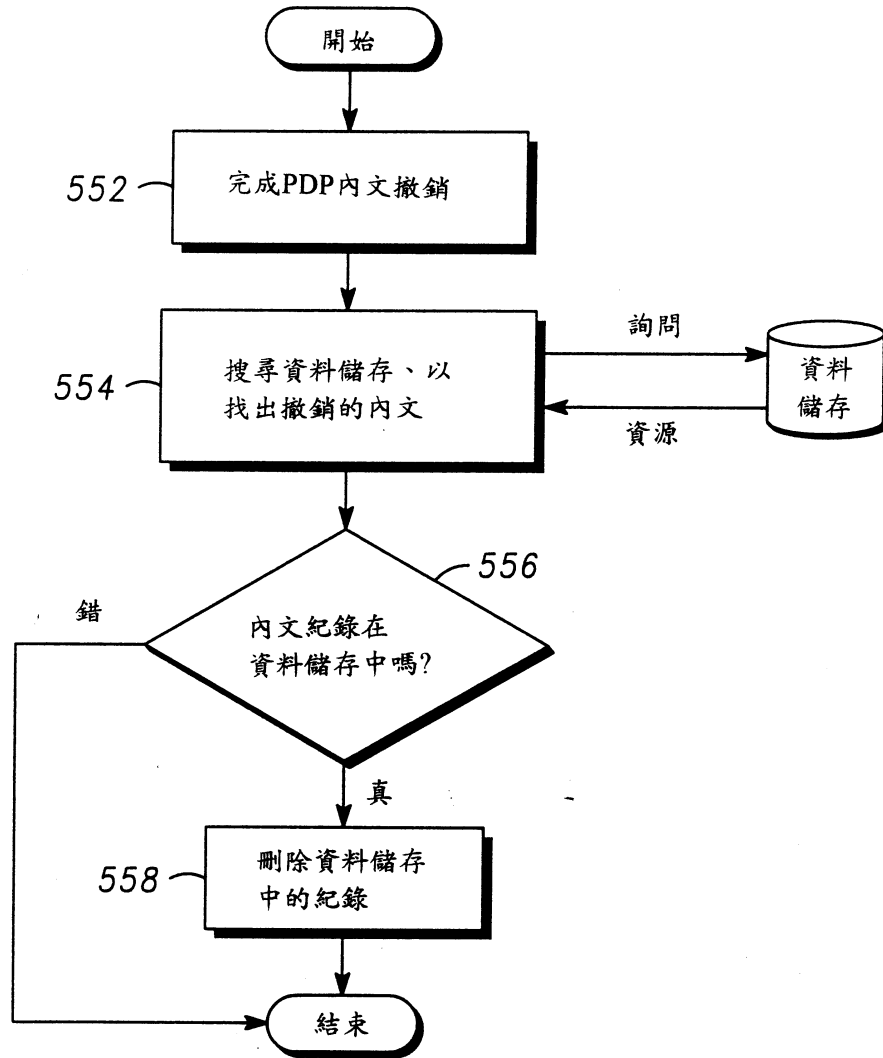 開始
552
完成PDP內文撤銷
554
搜尋資料儲存、以
找出撤銷的內文
詢問
資源
資料
儲存
556
錯
內文紀錄在
資料儲存中嗎?
真
558
刪除資料儲存
中的紀錄
結束